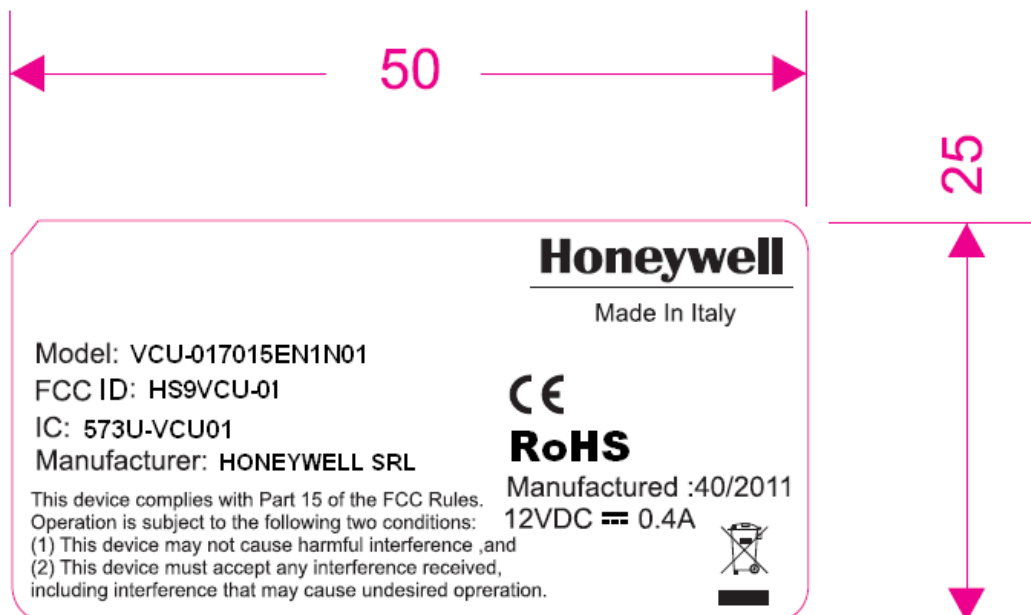 50
25
Honeywell
Made In Italy
Model: VCU-017015EN1N01
FCC ID: HS9VCU-01
IC: 573U-VCU01
Manufacturer: HONEYWELL SRL
CE
RoHS
Manufactured :40/2011
12VDC 0.4A
This device complies with Part 15 of the FCC Rules.
Operation is subject to the following two conditions:
(1) This device may not cause harmful interference ,and
(2) This device must accept any interference received,
including interference that may cause undesired opreration.